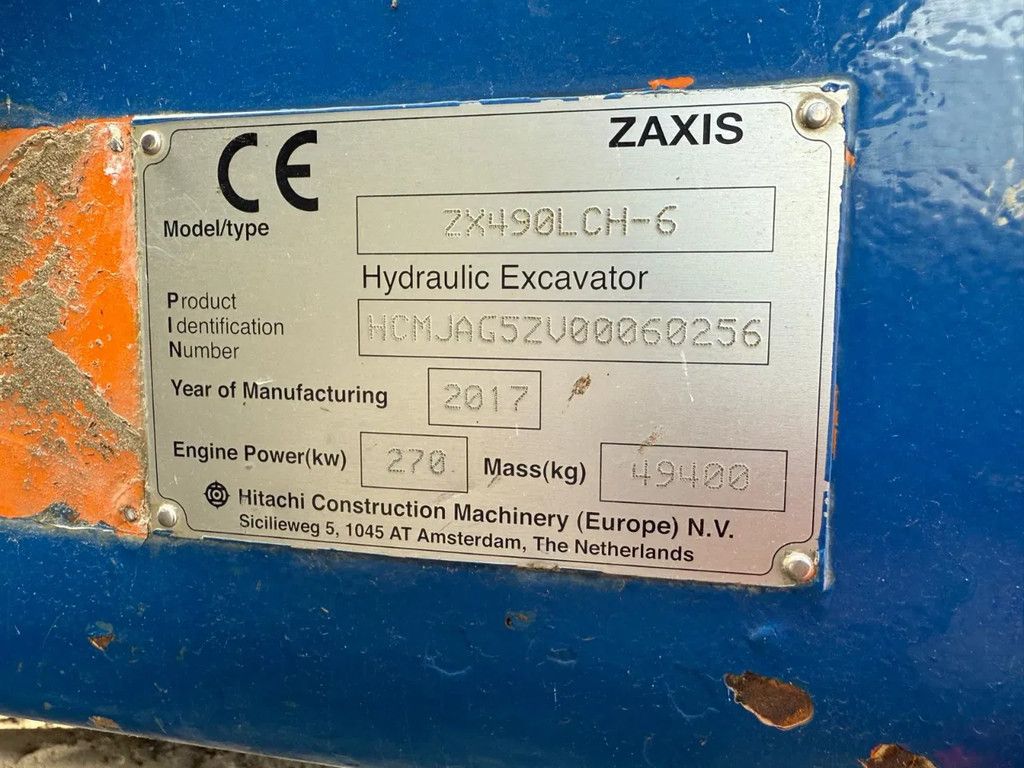 CE
ZAXIS
Model/type
ZX490LCH-6
Hydraulic Excavator
Product
Identification
Number
HCMJAG5ZV00060256
Year of Manufacturing 2017
Engine Power(kw) 270 Mass(kg) 49400
Hitachi Construction Machinery (Europe) N.V.
Sicilieweg 5, 1045 AT Amsterdam, The Netherlands